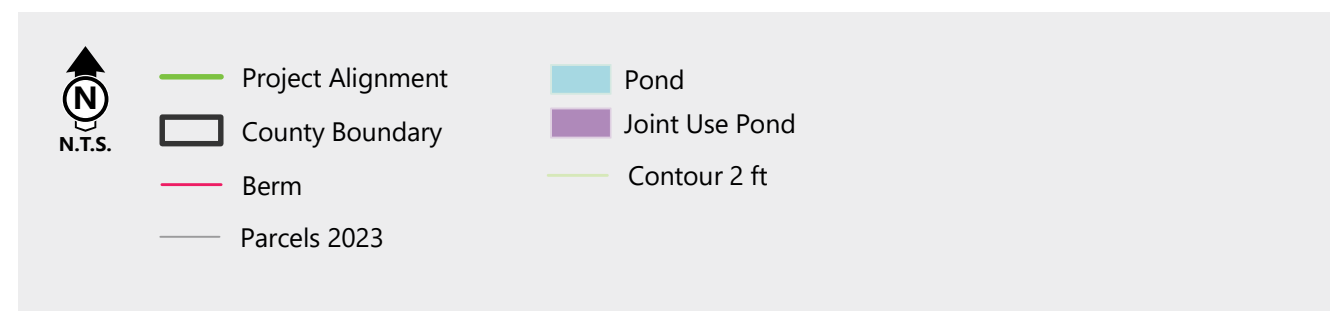 N
N.T.S.
Project Alignment
County Boundary
Berm
Parcels 2023
Pond
Joint Use Pond
Contour 2 ft